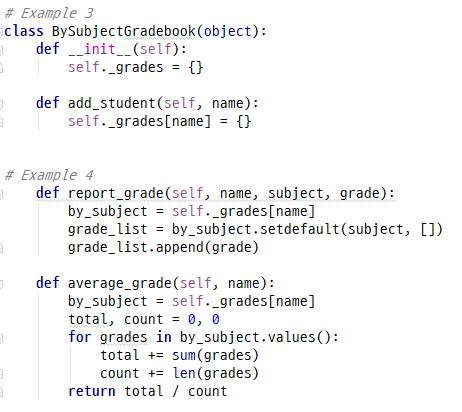 # Example 3
class BySubjectGradebook(object):
    def __init__(self):
        self._grades = {}

    def add_student(self, name):
        self._grades[name] = {}


# Example 4
    def report_grade(self, name, subject, grade):
        by_subject = self._grades[name]
        grade_list = by_subject.setdefault(subject, [])
        grade_list.append(grade)

    def average_grade(self, name):
        by_subject = self._grades[name]
        total, count = 0, 0
        for grades in by_subject.values():
            total += sum(grades)
            count += len(grades)
        return total / count